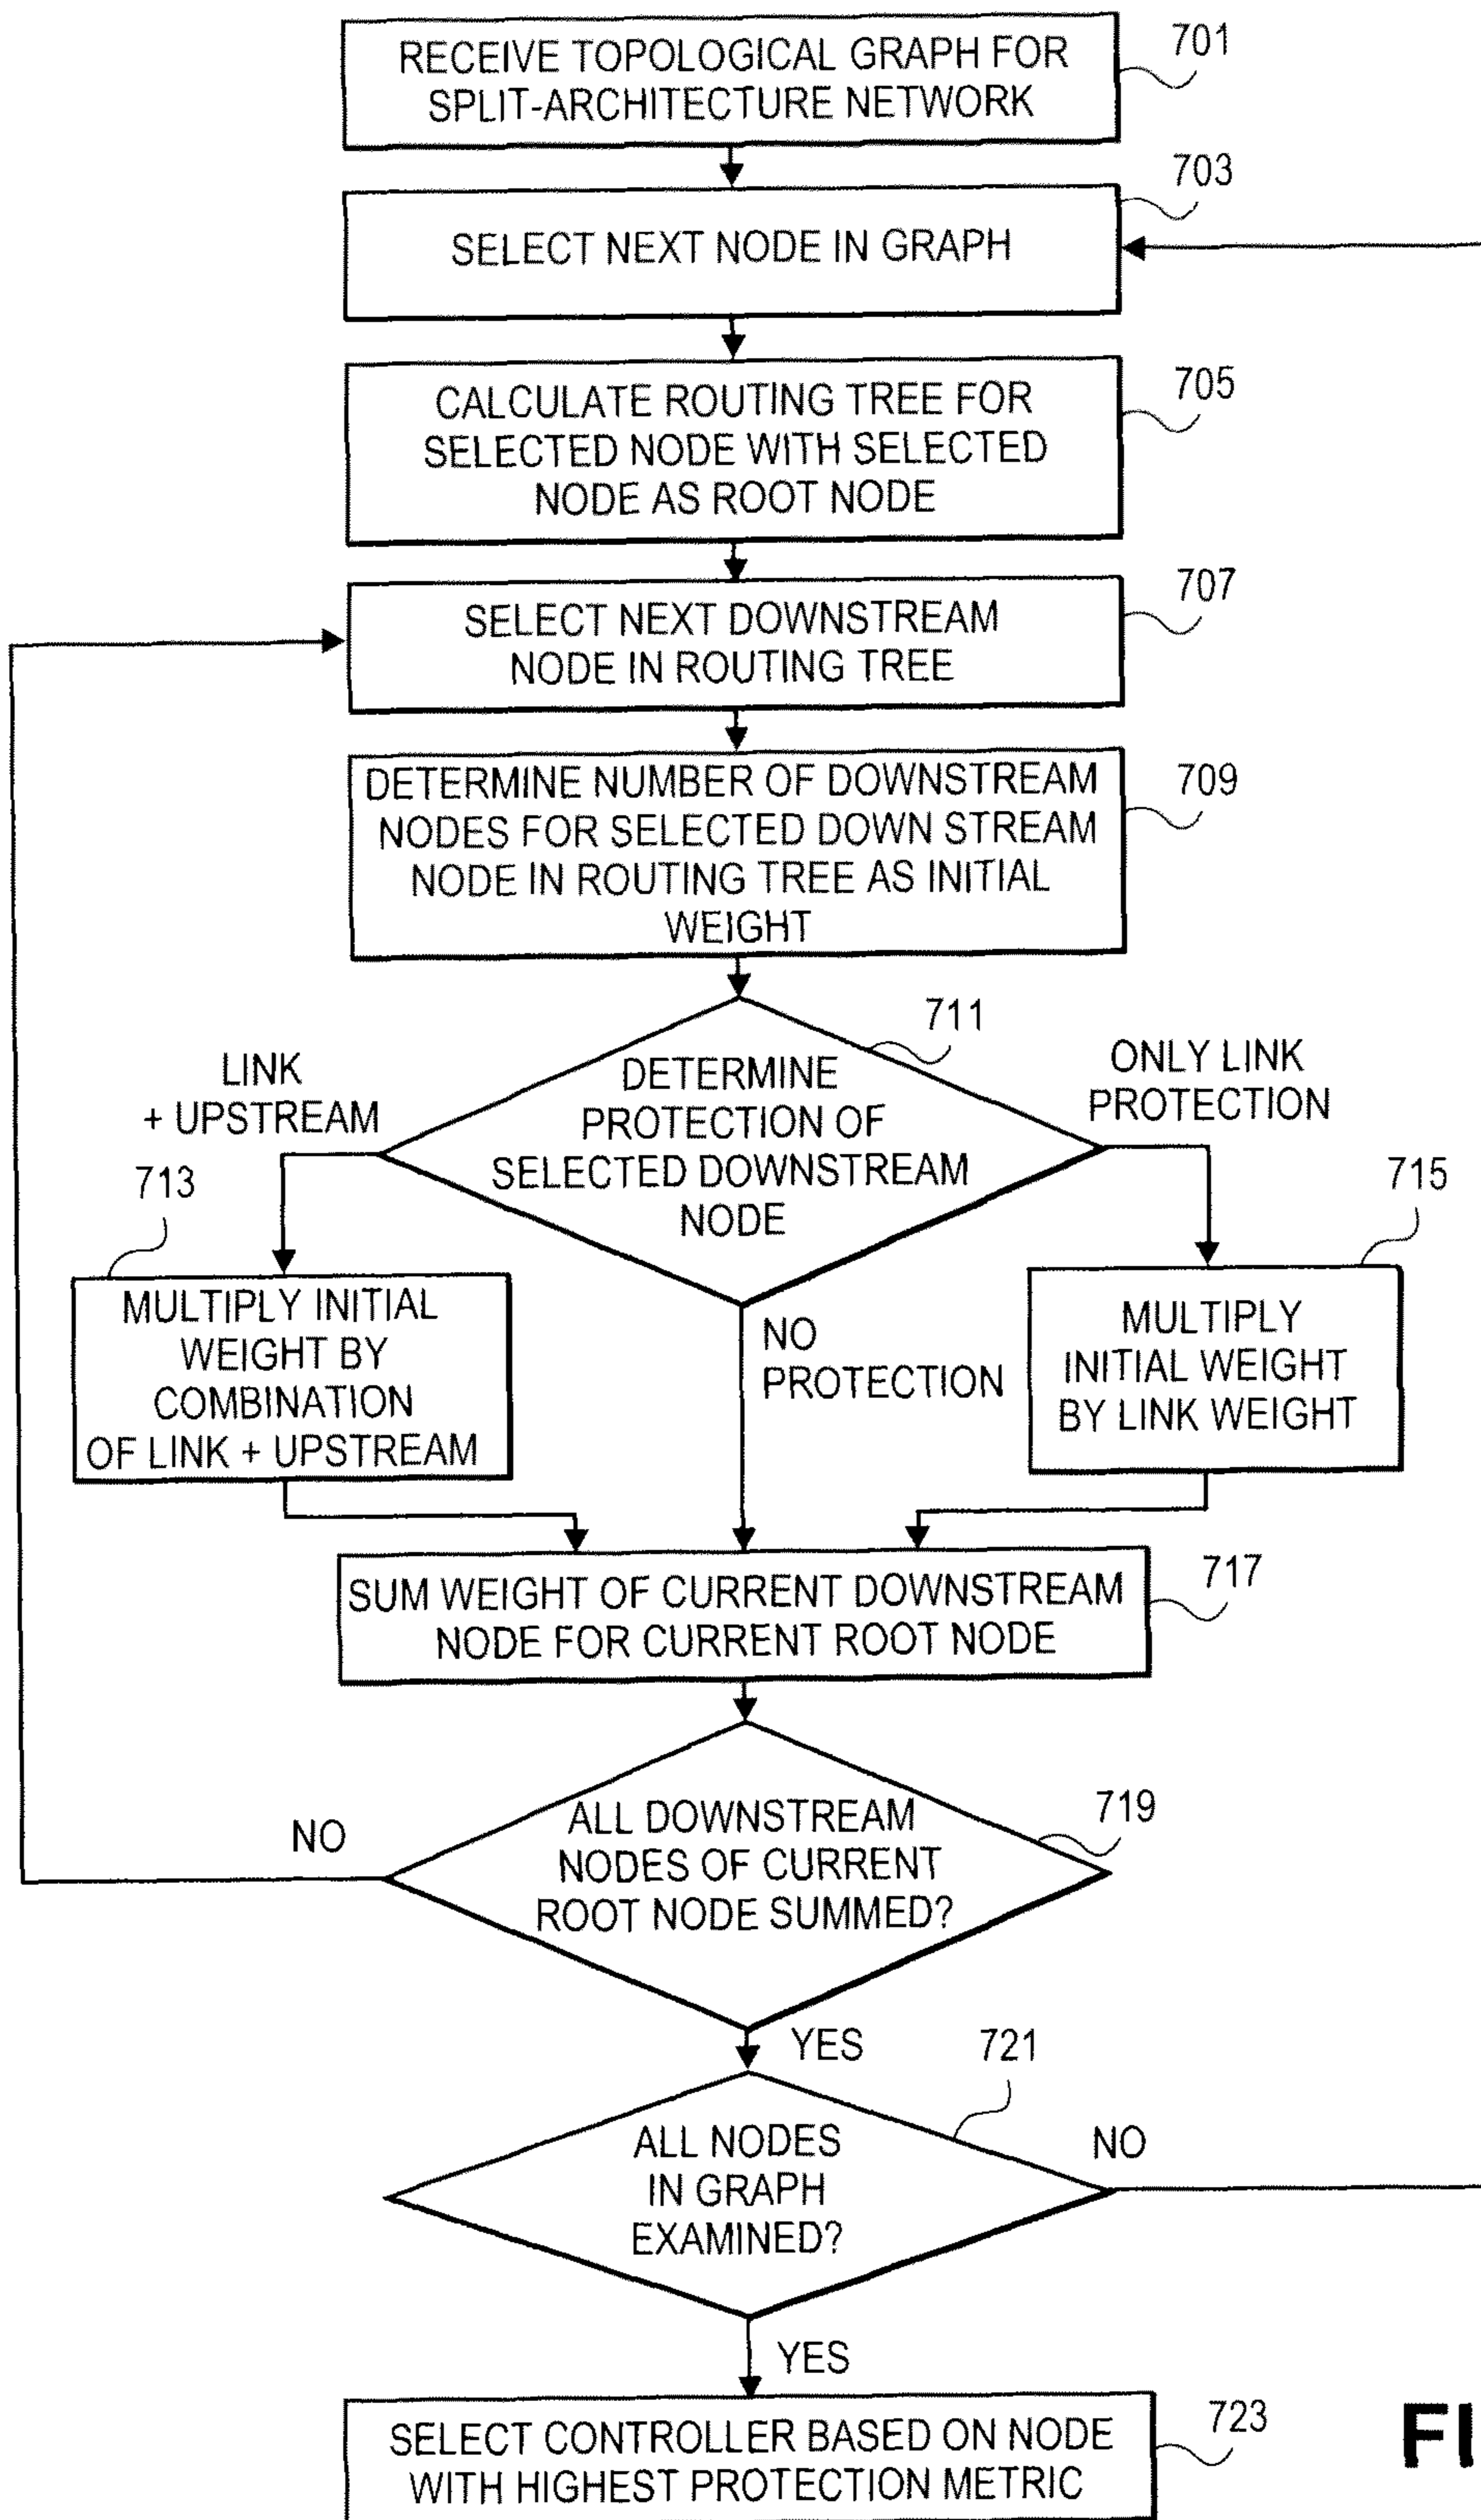 RECEIVE TOPOLOGICAL GRAPH FOR
SPLIT-ARCHITECTURE NETWORK
701
703
SELECT NEXT NODE IN GRAPH
705
CALCULATE ROUTING TREE FOR
SELECTED NODE WITH SELECTED
NODE AS ROOT NODE
707
SELECT NEXT DOWNSTREAM
NODE IN ROUTING TREE
709
DETERMINE NUMBER OF DOWNSTREAM
NODES FOR SELECTED DOWN STREAM
NODE IN ROUTING TREE AS INITIAL
WEIGHT
711
LINK
+ UPSTREAM
DETERMINE
PROTECTION OF
SELECTED DOWNSTREAM
NODE
ONLY LINK
PROTECTION
713
715
MULTIPLY INITIAL
WEIGHT BY
COMBINATION
OF LINK + UPSTREAM
NO
PROTECTION
MULTIPLY
INITIAL WEIGHT
BY LINK WEIGHT
717
SUM WEIGHT OF CURRENT DOWNSTREAM
NODE FOR CURRENT ROOT NODE
719
NO
ALL DOWNSTREAM
NODES OF CURRENT
ROOT NODE SUMMED?
YES
721
ALL NODES
IN GRAPH
EXAMINED?
NO
YES
723
SELECT CONTROLLER BASED ON NODE
WITH HIGHEST PROTECTION METRIC
FI